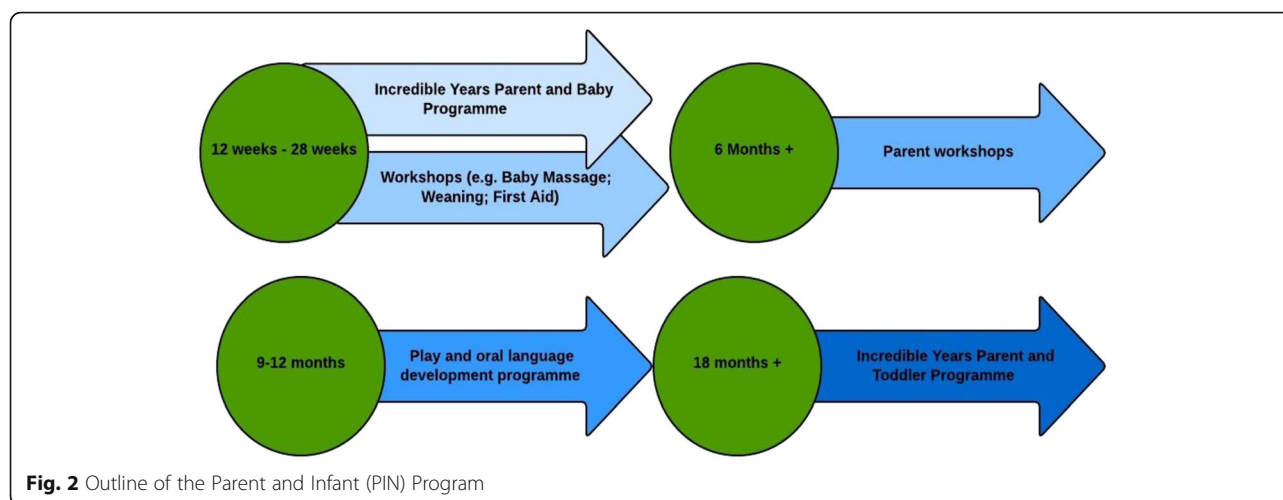 12 weeks - 28 weeks
Incredible Years Parent and Baby
Programme
Workshops (e.g. Baby Massage;
Weaning; First Aid)
6 Months +
Parent workshops
9-12 months
Play and oral language
development programme
18 months +
Incredible Years Parent and
Toddler Programme
Fig. 2 Outline of the Parent and Infant (PIN) Program